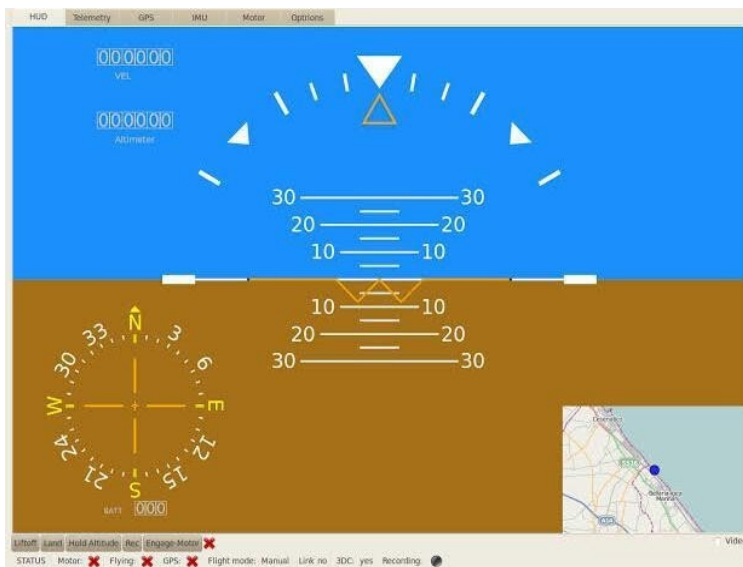 HUD Telemetry GPS IMU Motor Options
000000
VEL
000000
Altimeter
30 30
20 20
10 10
10 10
20 20
30 30
N
33 3
30 6
W E
24 12
21 15
S
BATT 000
Liftoff Land Hold Altitude Rec Engage-Motor
Vide
STATUS Motor: Flying: GPS: Flight mode: Manual Link no 3DC: yes Recording: